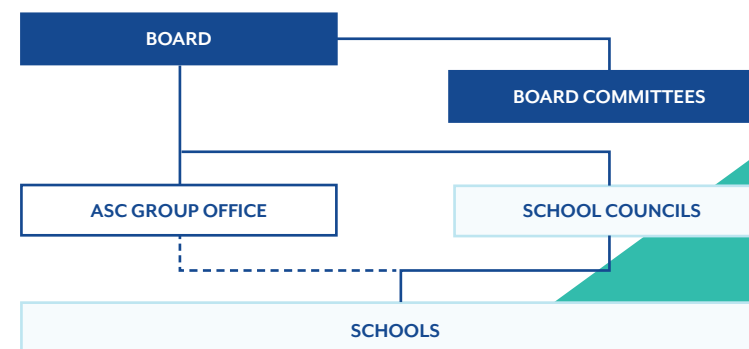 BOARD
BOARD COMMITTEES
ASC GROUP OFFICE
SCHOOL COUNCILS
SCHOOLS